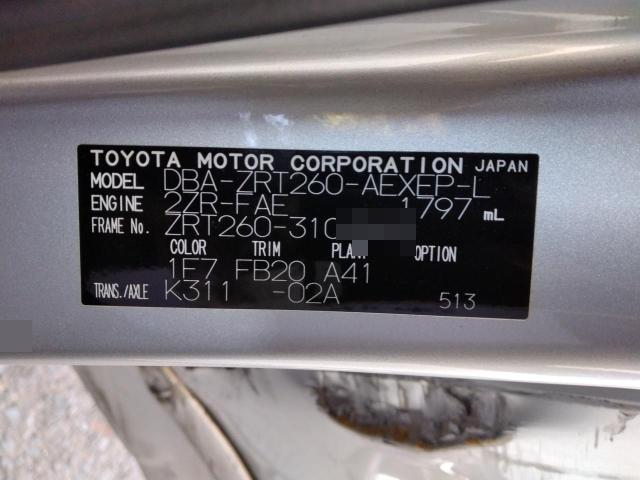 TOYOTA MOTOR CORPORATION JAPAN
MODEL DBA-ZRT260-AEXEP-L
ENGINE 2ZR-FAE 1797 mL
FRAME No. ZRT260-310
COLOR TRIM PLANT OPTION
1F7 FB20 A41
TRANS./AXLE K311 -02A 513